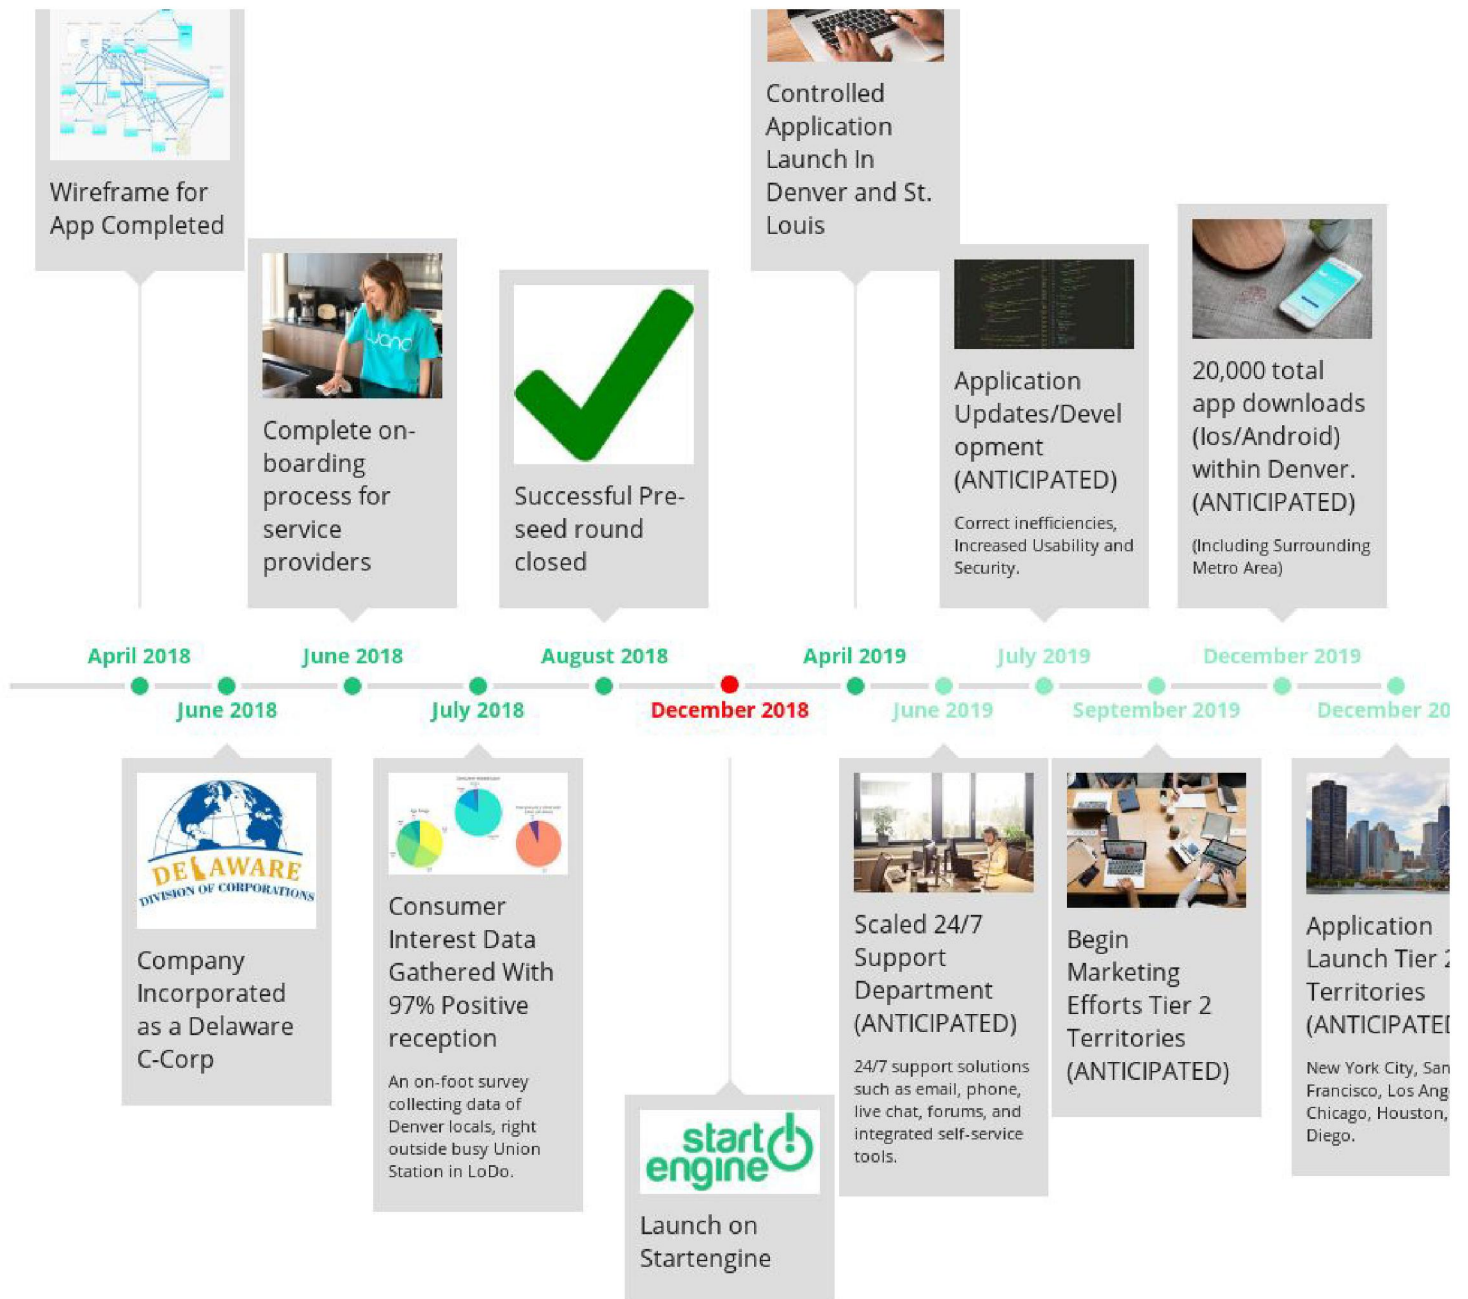 Wireframe for
App Completed
Complete on-
boarding
process for
service
providers
Successful Pre-
seed round
closed
Controlled
Application
Launch In
Denver and St.
Louis
Application
Updates/Devel
opment
(ANTICIPATED)
Correct inefficiencies,
Increased Usability and
Security.
20,000 total
app downloads
(Ios/Android)
within Denver.
(ANTICIPATED)
(Including Surrounding
Metro Area)
April 2018
June 2018
August 2018
April 2019
July 2019
December 2019
June 2018
July 2018
December 2018
June 2019
September 2019
December 20
DELAWARE
DIVISION OF CORPORATIONS
Company
Incorporated
as a Delaware
C-Corp
Consumer
Interest Data
Gathered With
97% Positive
reception
An on-foot survey
collecting data of
Denver locals, right
outside busy Union
Station in LoDo.
start
engine
Launch on
Startengine
Scaled 24/7
Support
Department
(ANTICIPATED)
24/7 support solutions
such as email, phone,
live chat, forums, and
integrated self-service
tools.
Begin
Marketing
Efforts Tier 2
Territories
(ANTICIPATED)
Application
Launch Tier 2
Territories
(ANTICIPATED
New York City, San
Francisco, Los Ang
Chicago, Houston,
Diego.